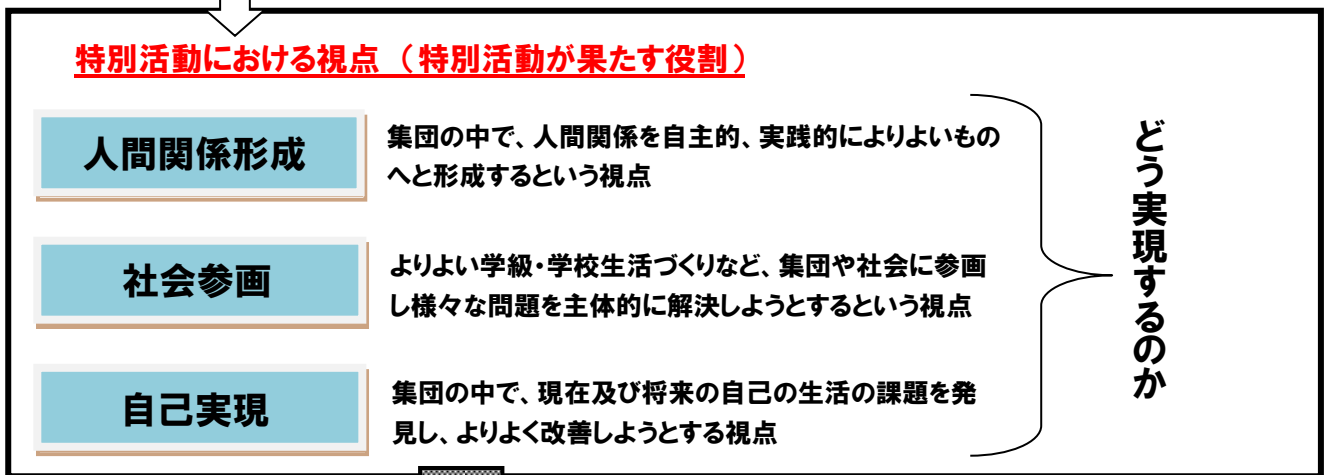 特別活動における視点 （特別活動が果たす役割）
人間関係形成
集団の中で、人間関係を自主的、実践的によりよいもの
へと形成するという視点
社会参画
よりよい学級・学校生活づくりなど、集団や社会に参画
し様々な問題を主体的に解決しようとするという視点
自己実現
集団の中で、現在及び将来の自己の生活の課題を発
見し、よりよく改善しようとする視点
どう実現するのか